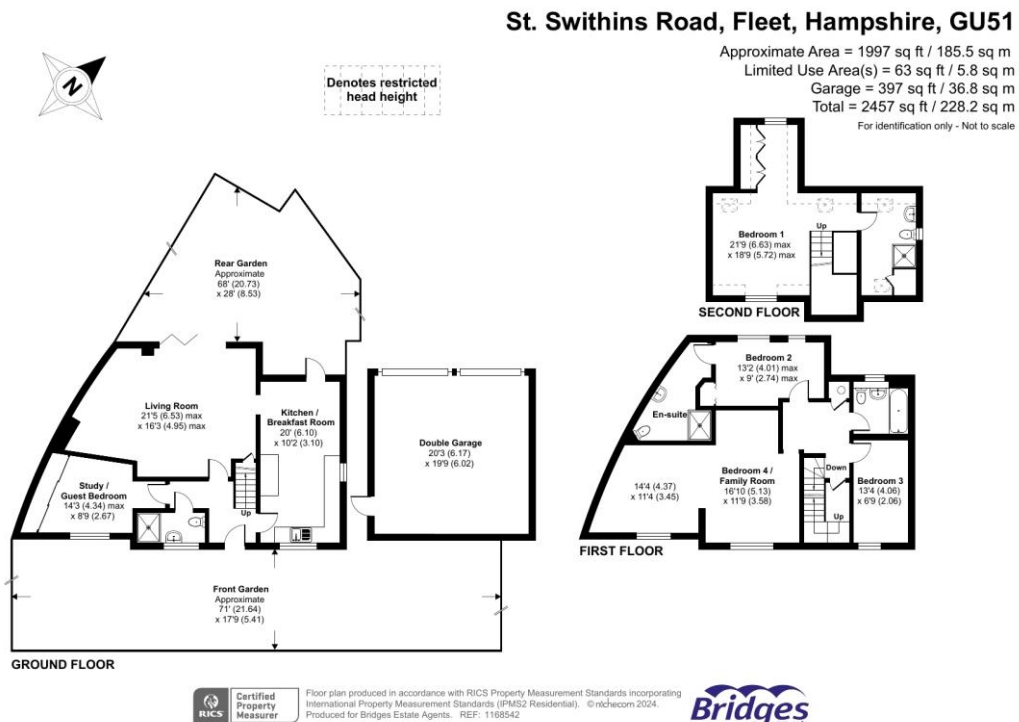 St. Swithins Road, Fleet, Hampshire, GU51
Approximate Area = 1997 sq ft / 185.5 sq m
Limited Use Area(s) = 63 sq ft / 5.8 sq m
Garage = 397 sq ft / 36.8 sq m
Total = 2457 sq ft / 228.2 sq m
For identification only - Not to scale
N
Denotes restricted
head height
Bedroom 1
21'9 (6.63) max
x 18'9 (5.72) max
Up
SECOND FLOOR
Rear Garden
Approximate
68' (20.73)
x 28' (8.53)
Living Room
21'5 (6.53) max
x 16'3 (4.95) max
Kitchen /
Breakfast Room
20' (6.10)
x 10'2 (3.10)
Double Garage
20'3 (6.17)
x 19'9 (6.02)
Study /
Guest Bedroom
14'3 (4.34) max
x 8'9 (2.67)
Up
Front Garden
Approximate
71' (21.64)
x 17'9 (5.41)
GROUND FLOOR
Bedroom 2
13'2 (4.01) max
x 9' (2.74) max
En-suite
14'4 (4.37)
x 11'4 (3.45)
Bedroom 4 /
Family Room
16'10 (5.13)
x 11'9 (3.58)
Down
Up
Bedroom 3
13'4 (4.06)
x 6'9 (2.06)
FIRST FLOOR
RICS
Certified
Property
Measurer
Floor plan produced in accordance with RICS Property Measurement Standards incorporating
International Property Measurement Standards (IPMS2 Residential). © nichecom 2024.
Produced for Bridges Estate Agents. REF: 1168542
Bridges